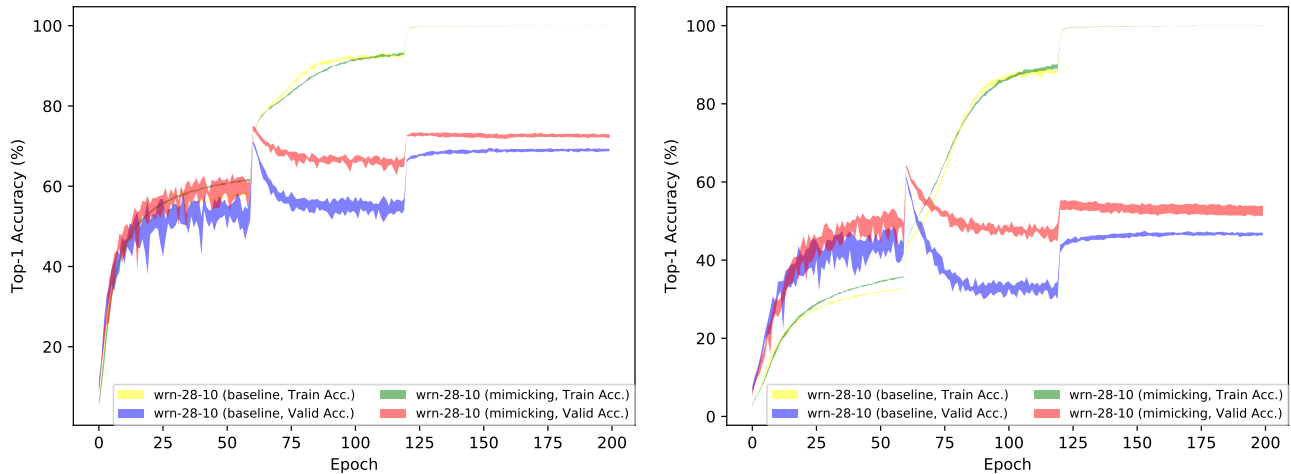 100
80
60
40
20
Top-1 Accuracy (%)
wrn-28-10 (baseline, Train Acc.)
wrn-28-10 (mimicking, Train Acc.)
wrn-28-10 (baseline, Valid Acc.)
wrn-28-10 (mimicking, Valid Acc.)
0 25 50 75 100 125 150 175 200
Epoch
100
80
60
40
20
0
Top-1 Accuracy (%)
wrn-28-10 (baseline, Train Acc.)
wrn-28-10 (mimicking, Train Acc.)
wrn-28-10 (baseline, Valid Acc.)
wrn-28-10 (mimicking, Valid Acc.)
0 25 50 75 100 125 150 175 200
Epoch